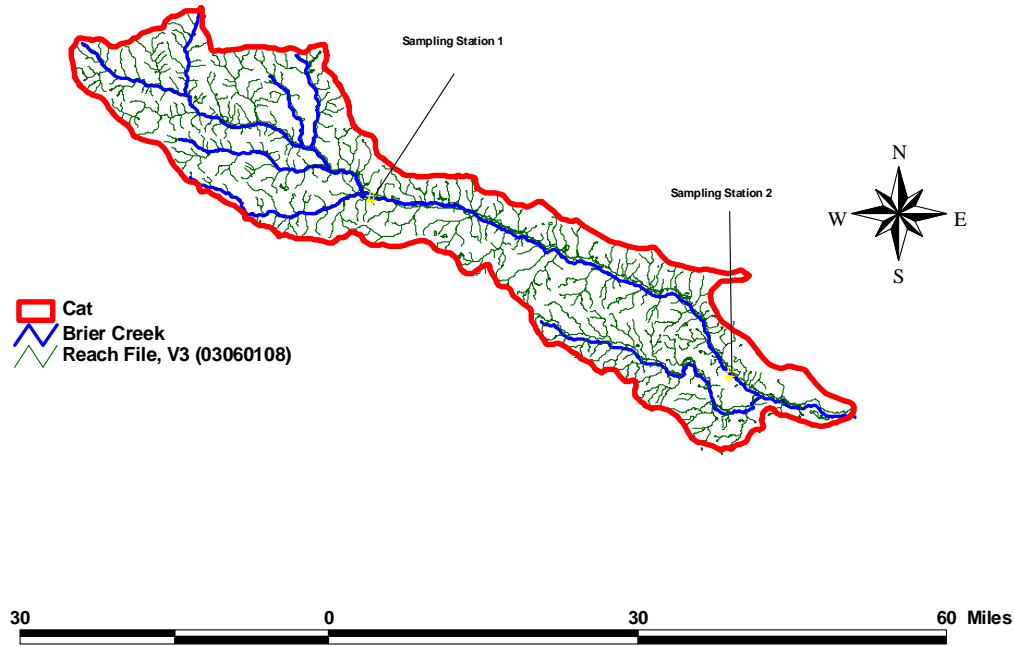 Sampling Station 1
Sampling Station 2
N
W E
S
Cat
Brier Creek
Reach File, V3 (03060108)
30 0 30 60 Miles